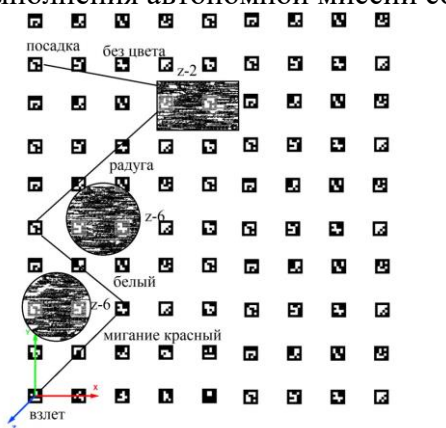 посадка
без цвета
z-2
радуга
z-6
белый
z-6
мигание красный
x
взлет